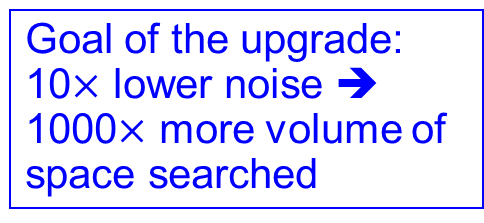 Goal of the upgrade:
10× lower noise ➔
1000× more volume of
space searched